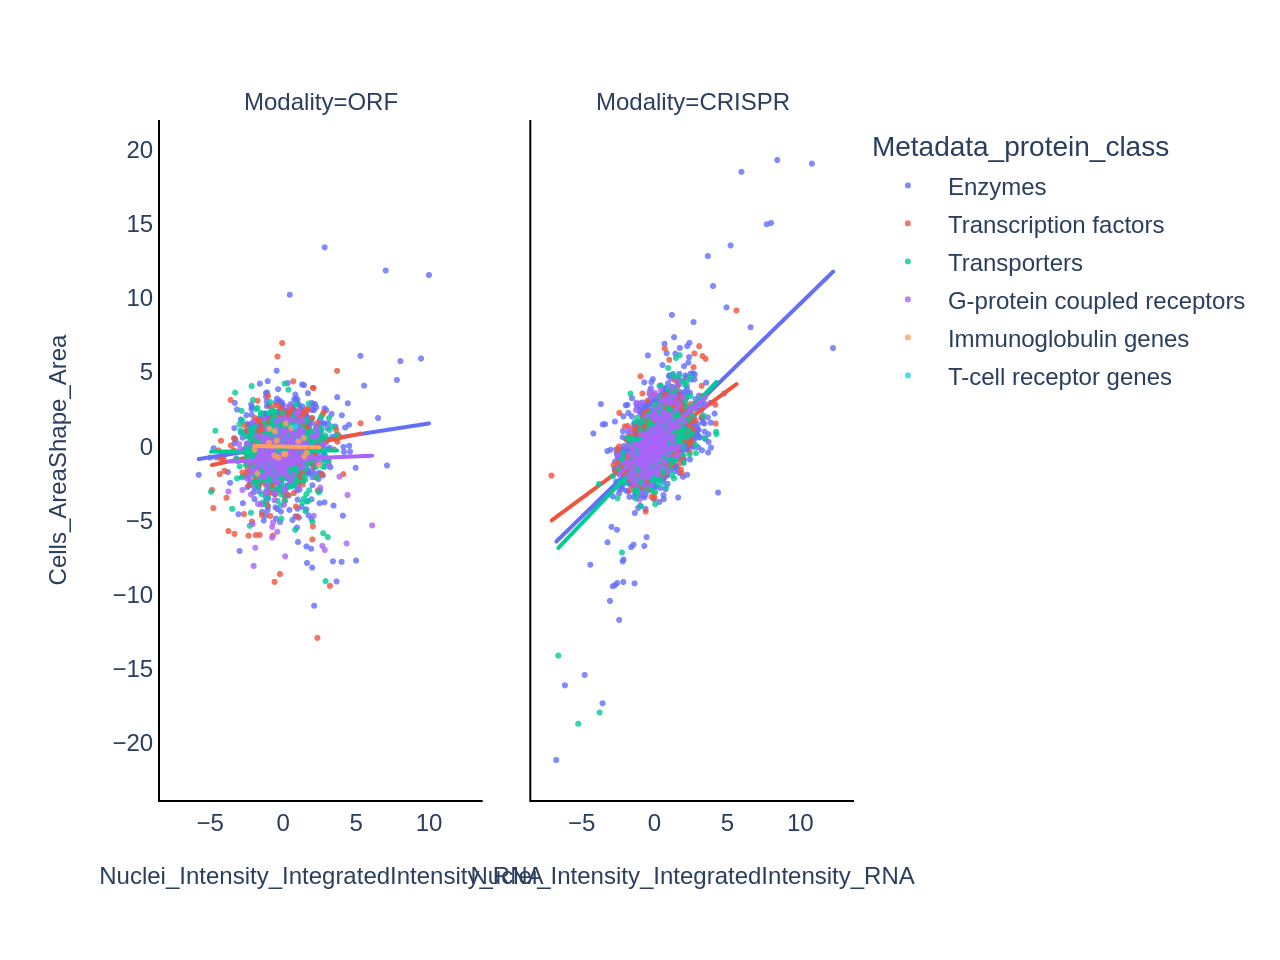 Modality=ORF
Modality=CRISPR
Metadata_protein_class
Enzymes
Transcription factors
Transporters
G-protein coupled receptors
Immunoglobulin genes
T-cell receptor genes
Cells_AreaShape_Area
20
15
10
5
0
−5
−10
−15
−20
−5
0
5
10
−5
0
5
10
Nuclei_Intensity_IntegratedIntensity_RNA
Nuclei_Intensity_IntegratedIntensity_RNA